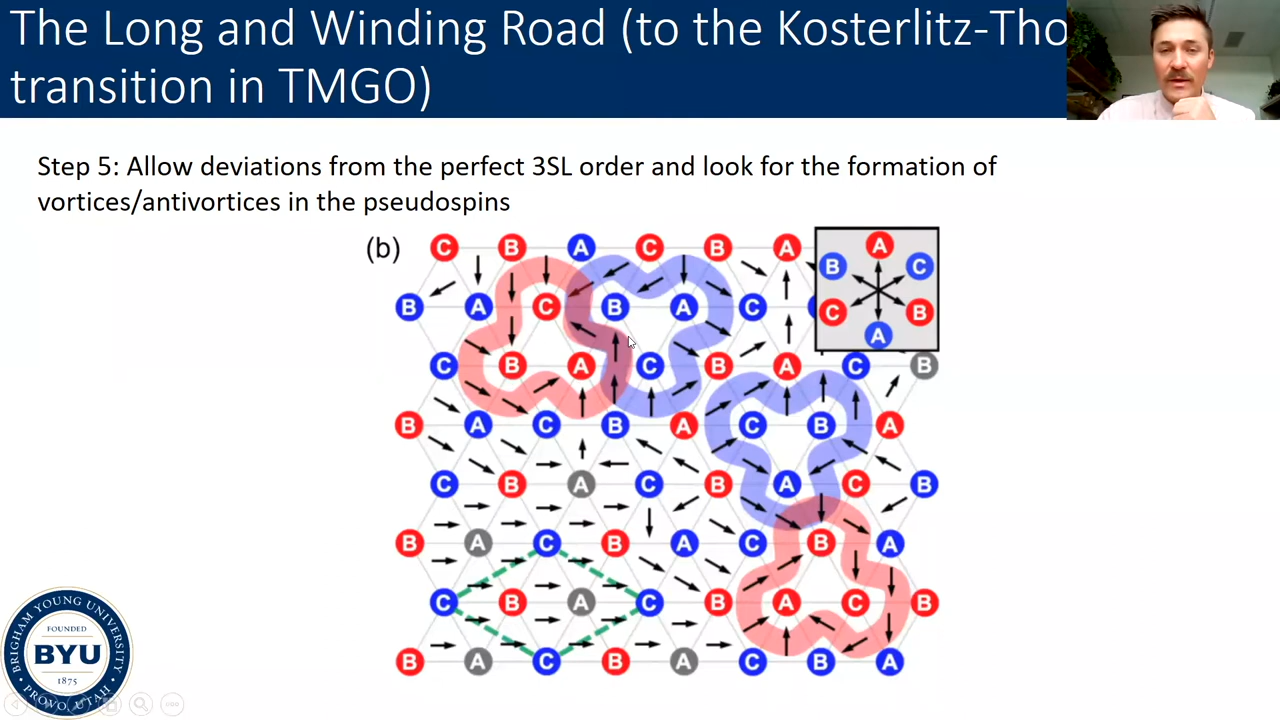 The Long and Winding Road (to the Kosterlitz-Tho
transition in TMGO)
Step 5: Allow deviations from the perfect 3SL order and look for the formation of
vortices/antivortices in the pseudospins
(b)
C B A C B A
B A C B A C
C B A C B A C B
B A C B A C B A
C B A C B A C B
B A C B A C B A
C B A C B A C B
B A C B A C B A
A
B C
C B
A
BRIGHAM YOUNG UNIVERSITY
FOUNDED
BYU
1875
PROVO, UTAH